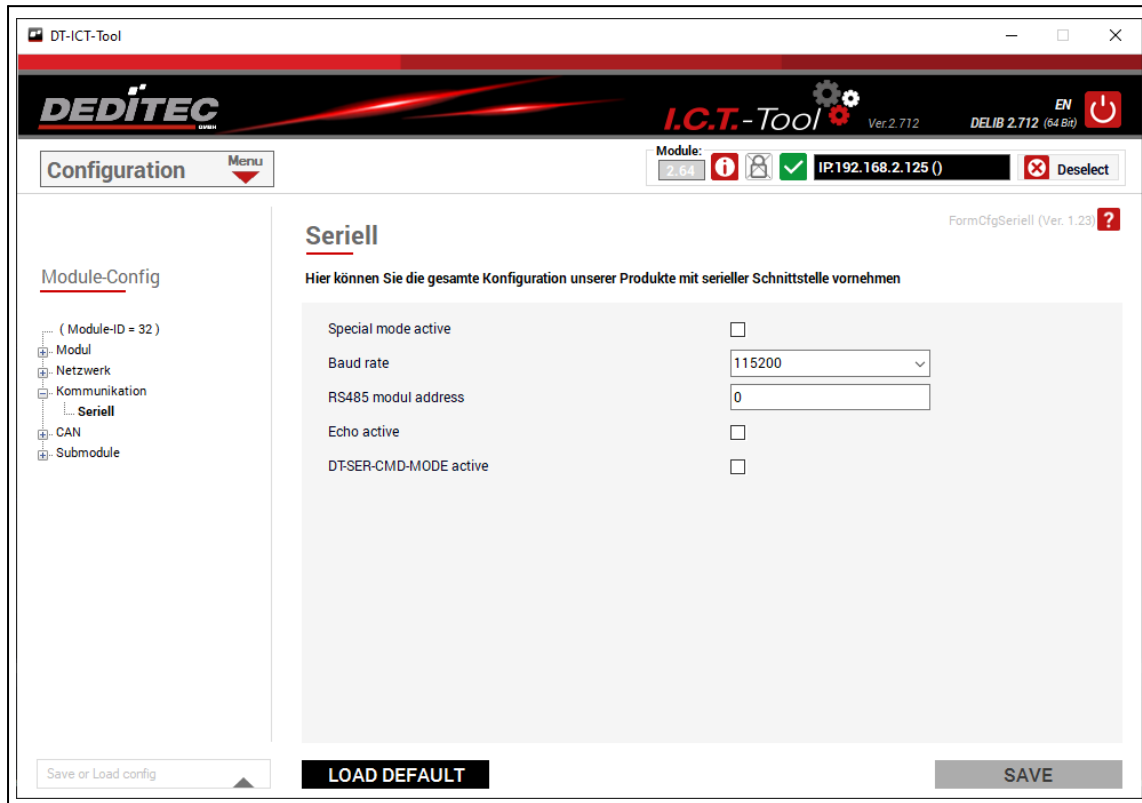 DT-ICT-Tool
DEDITEC
GMBH
I.C.T.-Tool
Ver.2.712
EN
DELIB 2.712 (64 Bit)
Configuration
Menu
Module:
2.64
IP:192.168.2.125 ()
Deselect
FormCfgSeriell (Ver. 1.23)
?
Seriell
Hier können Sie die gesamte Konfiguration unserer Produkte mit serieller Schnittstelle vornehmen
Module-Config
( Module-ID = 32 )
Modul
Netzwerk
Kommunikation
Seriell
CAN
Submodule
Special mode active
Baud rate
115200
RS485 modul address
0
Echo active
DT-SER-CMD-MODE active
Save or Load config
LOAD DEFAULT
SAVE